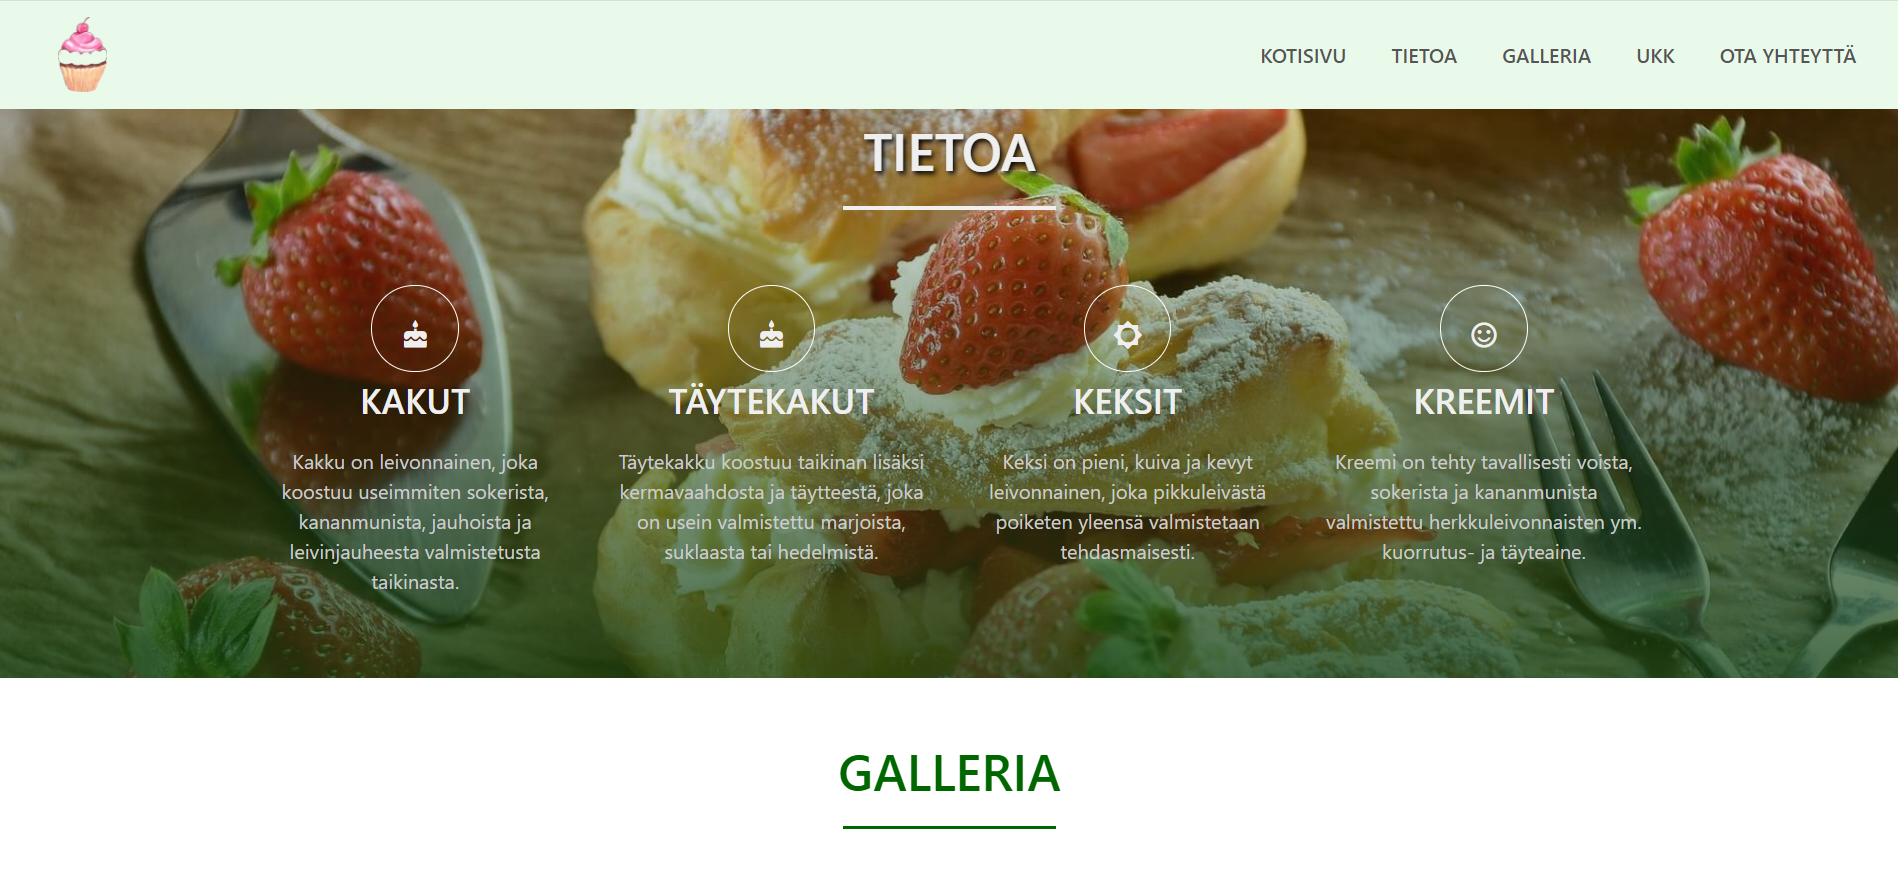 KOTISIVU TIETOA GALLERIA UKK OTA YHTEYTTÄ
TIETOA
KAKUT
Kakku on leivonnainen, joka
koostuu useimmiten sokerista,
kananmunista, jauhoista ja
leivinjauheesta valmistetusta
taikinasta.
TÄYTEKAKUT
Täytekakku koostuu taikinan lisäksi
kermavaahdosta ja täytteestä, joka
on usein valmistettu marjoista,
suklaasta tai hedelmistä.
KEKSIT
Keksi on pieni, kuiva ja kevyt
leivonnainen, joka pikkuleivästä
poiketen yleensä valmistetaan
tehdasmaisesti.
KREEMIT
Kreemi on tehty tavallisesti voista,
sokerista ja kananmunista
valmistettu herkkuleivonnaisten ym.
kuorrutus- ja täyteaine.
GALLERIA